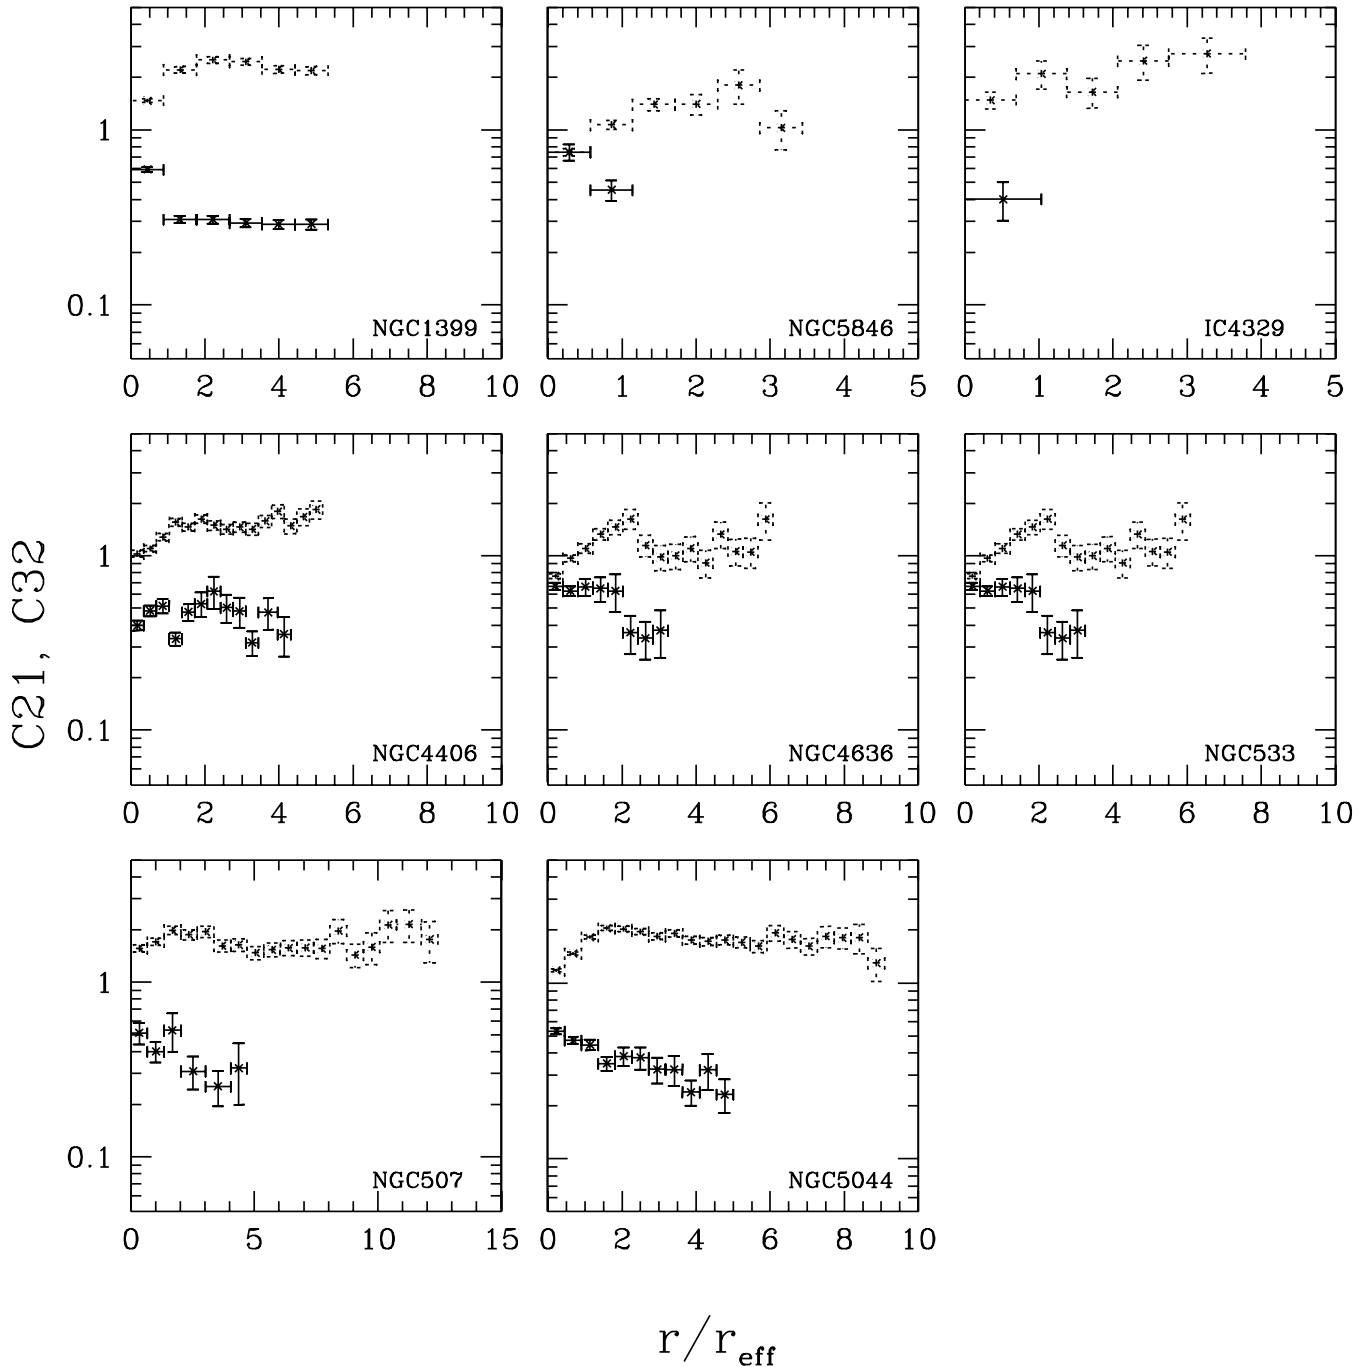 1
0.1
NGC1399
NGC5846
IC4329
0 2 4 6 8 10
0 1 2 3 4 5
0 1 2 3 4 5
C21, C32
1
0.1
NGC4406
NGC4636
NGC533
0 2 4 6 8 10
0 2 4 6 8 10
0 2 4 6 8 10
1
0.1
NGC507
NGC5044
0 5 10 15
0 2 4 6 8 10
r/r_eff